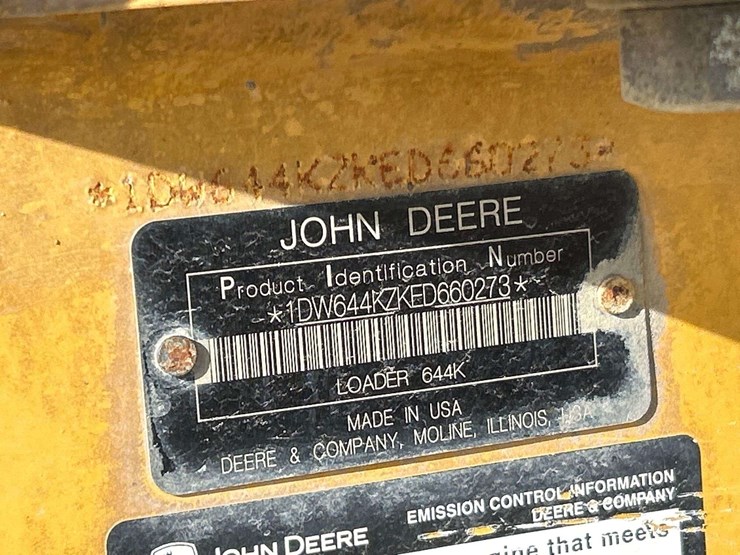 *1DW644KZKED660273*
JOHN DEERE
Product Identification Number
*1DW644KZKED660273*
LOADER 644K
MADE IN USA
DEERE & COMPANY, MOLINE, ILLINOIS, USA
EMISSION CONTROL INFORMATION
DEERE & COMPANY
JOHN DEERE
that meets